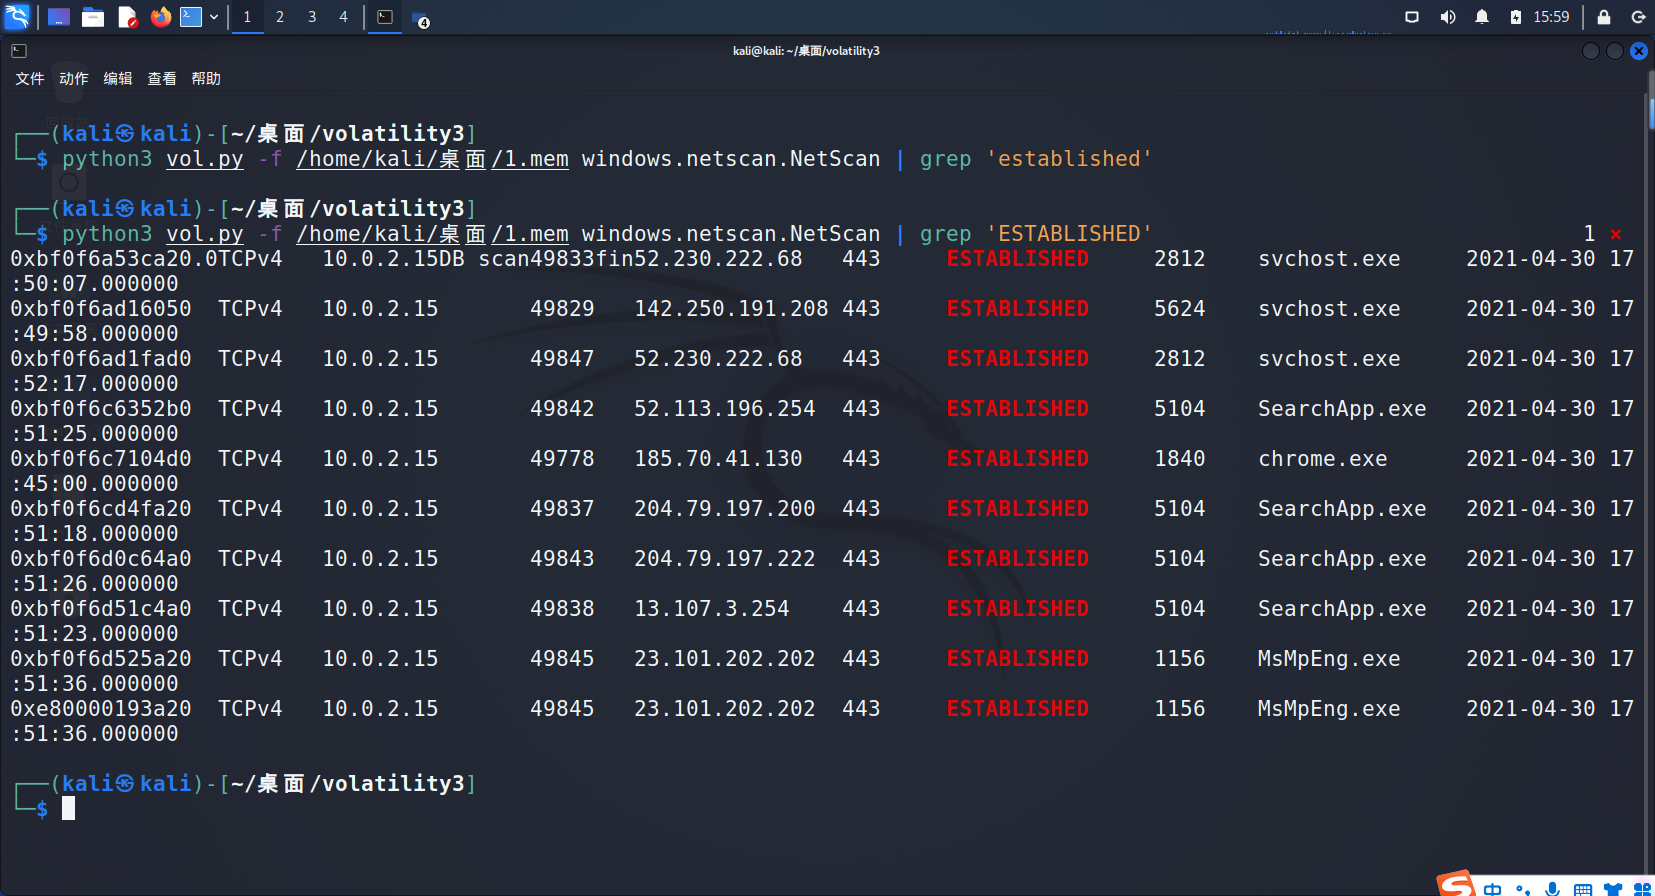 1 2 3 4 4 15:59
kali@kali: ~/桌面/volatility3
文件 动作 编辑 查看 帮助
┌──(kali㉿kali)-[~/桌面/volatility3]
└─$ python3 vol.py -f /home/kali/桌面/1.mem windows.netscan.NetScan | grep 'established'
┌──(kali㉿kali)-[~/桌面/volatility3]
└─$ python3 vol.py -f /home/kali/桌面/1.mem windows.netscan.NetScan | grep 'ESTABLISHED' 1 ⨯
0xbf0f6a53ca20.0TCPv4 10.0.2.15DB scan49833fin52.230.222.68 443 ESTABLISHED 2812 svchost.exe 2021-04-30 17
:50:07.000000
0xbf0f6ad16050 TCPv4 10.0.2.15 49829 142.250.191.208 443 ESTABLISHED 5624 svchost.exe 2021-04-30 17
:49:58.000000
0xbf0f6ad1fad0 TCPv4 10.0.2.15 49847 52.230.222.68 443 ESTABLISHED 2812 svchost.exe 2021-04-30 17
:52:17.000000
0xbf0f6c6352b0 TCPv4 10.0.2.15 49842 52.113.196.254 443 ESTABLISHED 5104 SearchApp.exe 2021-04-30 17
:51:25.000000
0xbf0f6c7104d0 TCPv4 10.0.2.15 49778 185.70.41.130 443 ESTABLISHED 1840 chrome.exe 2021-04-30 17
:45:00.000000
0xbf0f6cd4fa20 TCPv4 10.0.2.15 49837 204.79.197.200 443 ESTABLISHED 5104 SearchApp.exe 2021-04-30 17
:51:18.000000
0xbf0f6d0c64a0 TCPv4 10.0.2.15 49843 204.79.197.222 443 ESTABLISHED 5104 SearchApp.exe 2021-04-30 17
:51:26.000000
0xbf0f6d51c4a0 TCPv4 10.0.2.15 49838 13.107.3.254 443 ESTABLISHED 5104 SearchApp.exe 2021-04-30 17
:51:23.000000
0xbf0f6d525a20 TCPv4 10.0.2.15 49845 23.101.202.202 443 ESTABLISHED 1156 MsMpEng.exe 2021-04-30 17
:51:36.000000
0xe80000193a20 TCPv4 10.0.2.15 49845 23.101.202.202 443 ESTABLISHED 1156 MsMpEng.exe 2021-04-30 17
:51:36.000000
┌──(kali㉿kali)-[~/桌面/volatility3]
└─$
S 中